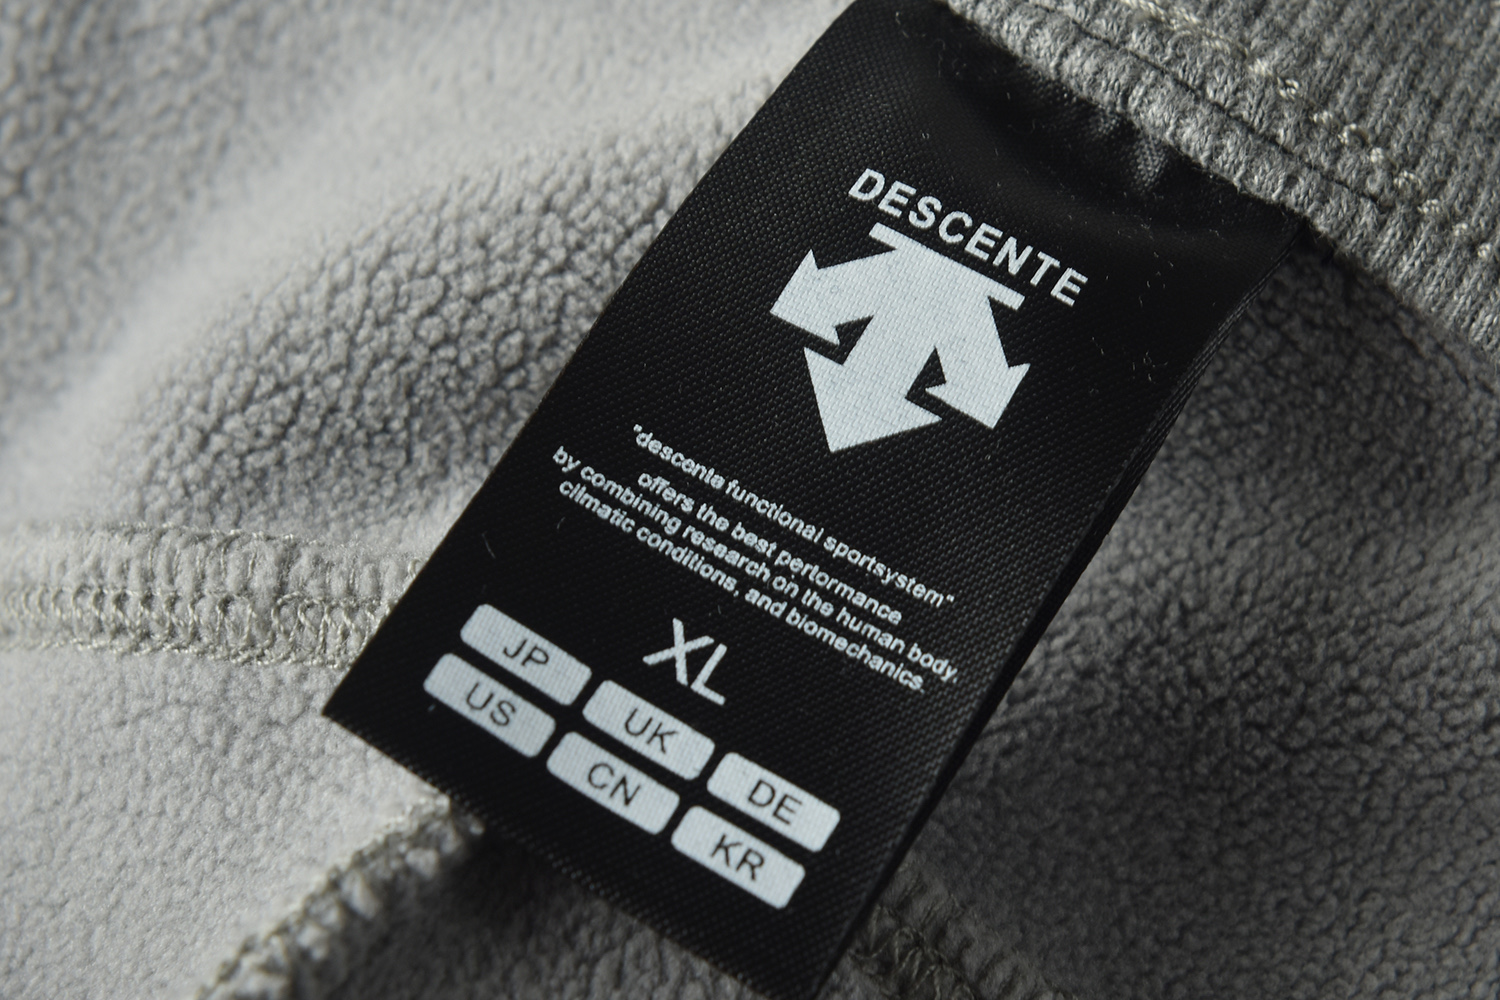 DESCENTE
"descente functional sportsystem"
offers the best performance
by combining research on the human body.
climatic conditions, and biomechanics.
XL
JP UK DE
US CN KR